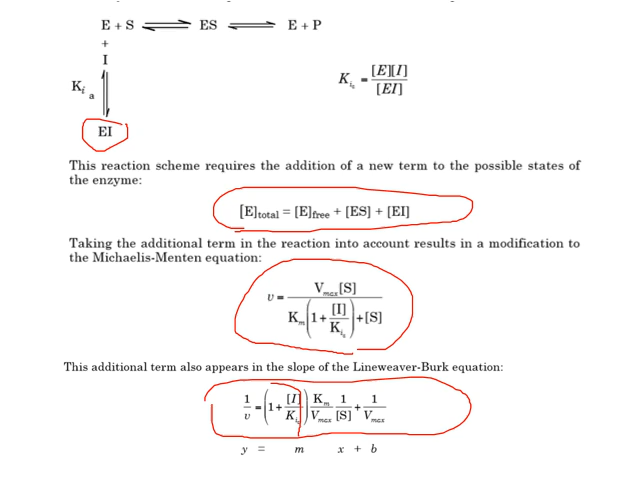 E + S ⇌ ES ⇌ E + P
+
I
K_i_a
K_i_s = [E][I] / [EI]
EI
This reaction scheme requires the addition of a new term to the possible states of
the enzyme:
[E]total = [E]free + [ES] + [EI]
Taking the additional term in the reaction into account results in a modification to
the Michaelis-Menten equation:
υ = Vmax[S] / (Km(1 + [I]/K_i_s) + [S])
This additional term also appears in the slope of the Lineweaver-Burk equation:
1/υ = (1 + [I]/K_i_s) Km/Vmax 1/[S] + 1/Vmax
y = m x + b